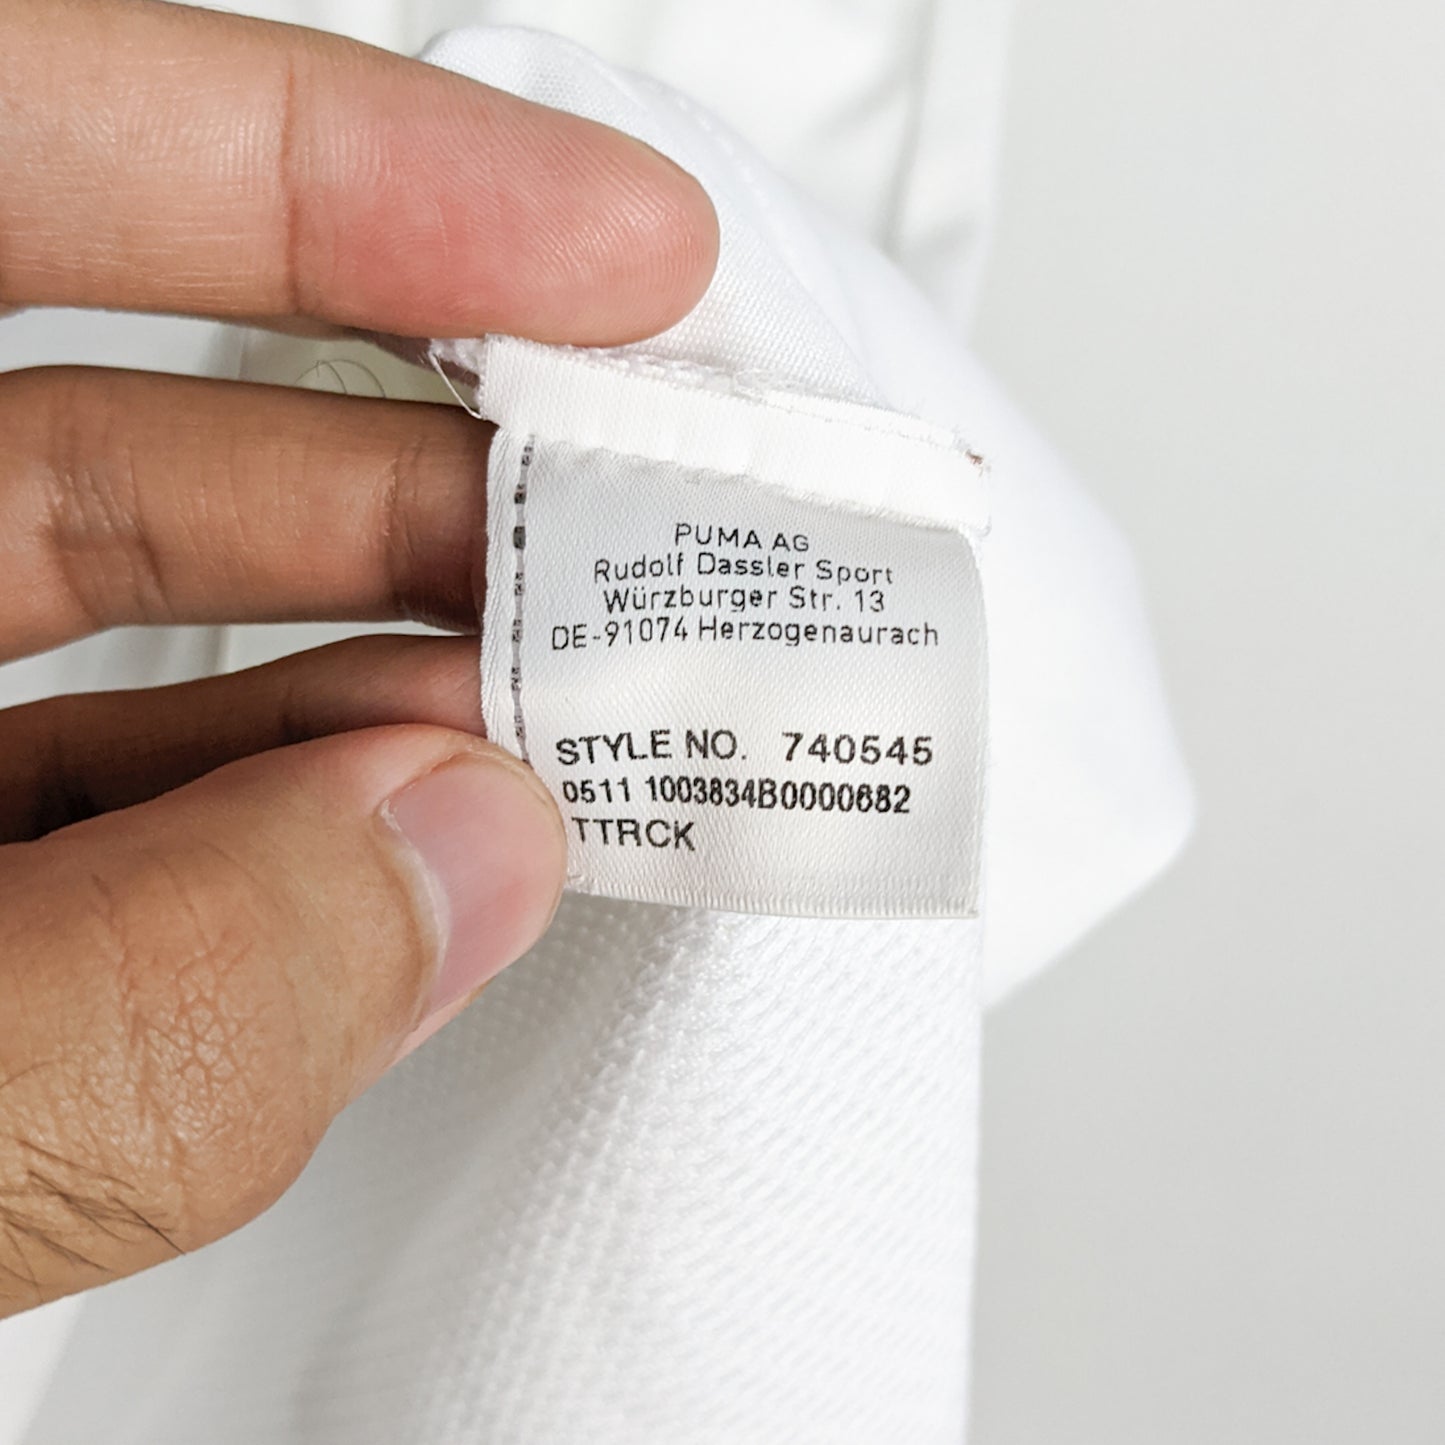 PUMA AG
Rudolf Dassler Sport
Würzburger Str. 13
DE-91074 Herzogenaurach
STYLE NO. 740545
0511 1003834B0000682
TTRCK